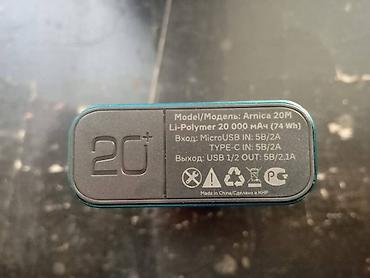 20+
Model/Модель: Arnica 20M
Li-Polymer 20 000 мАч (74 Wh)
Вход: MicroUSB IN: 5В/2А
TYPE-C IN: 5В/2А
Выход: USB 1/2 OUT: 5В/2,1А
Made in China/Сделано в КНР